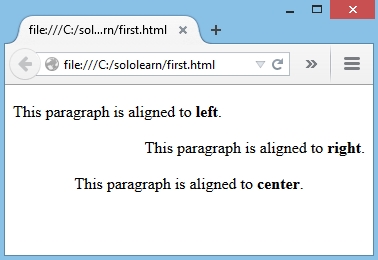 file:///C:/sol...rn/first.html
file:///C:/sololearn/first.html
This paragraph is aligned to left.
This paragraph is aligned to right.
This paragraph is aligned to center.